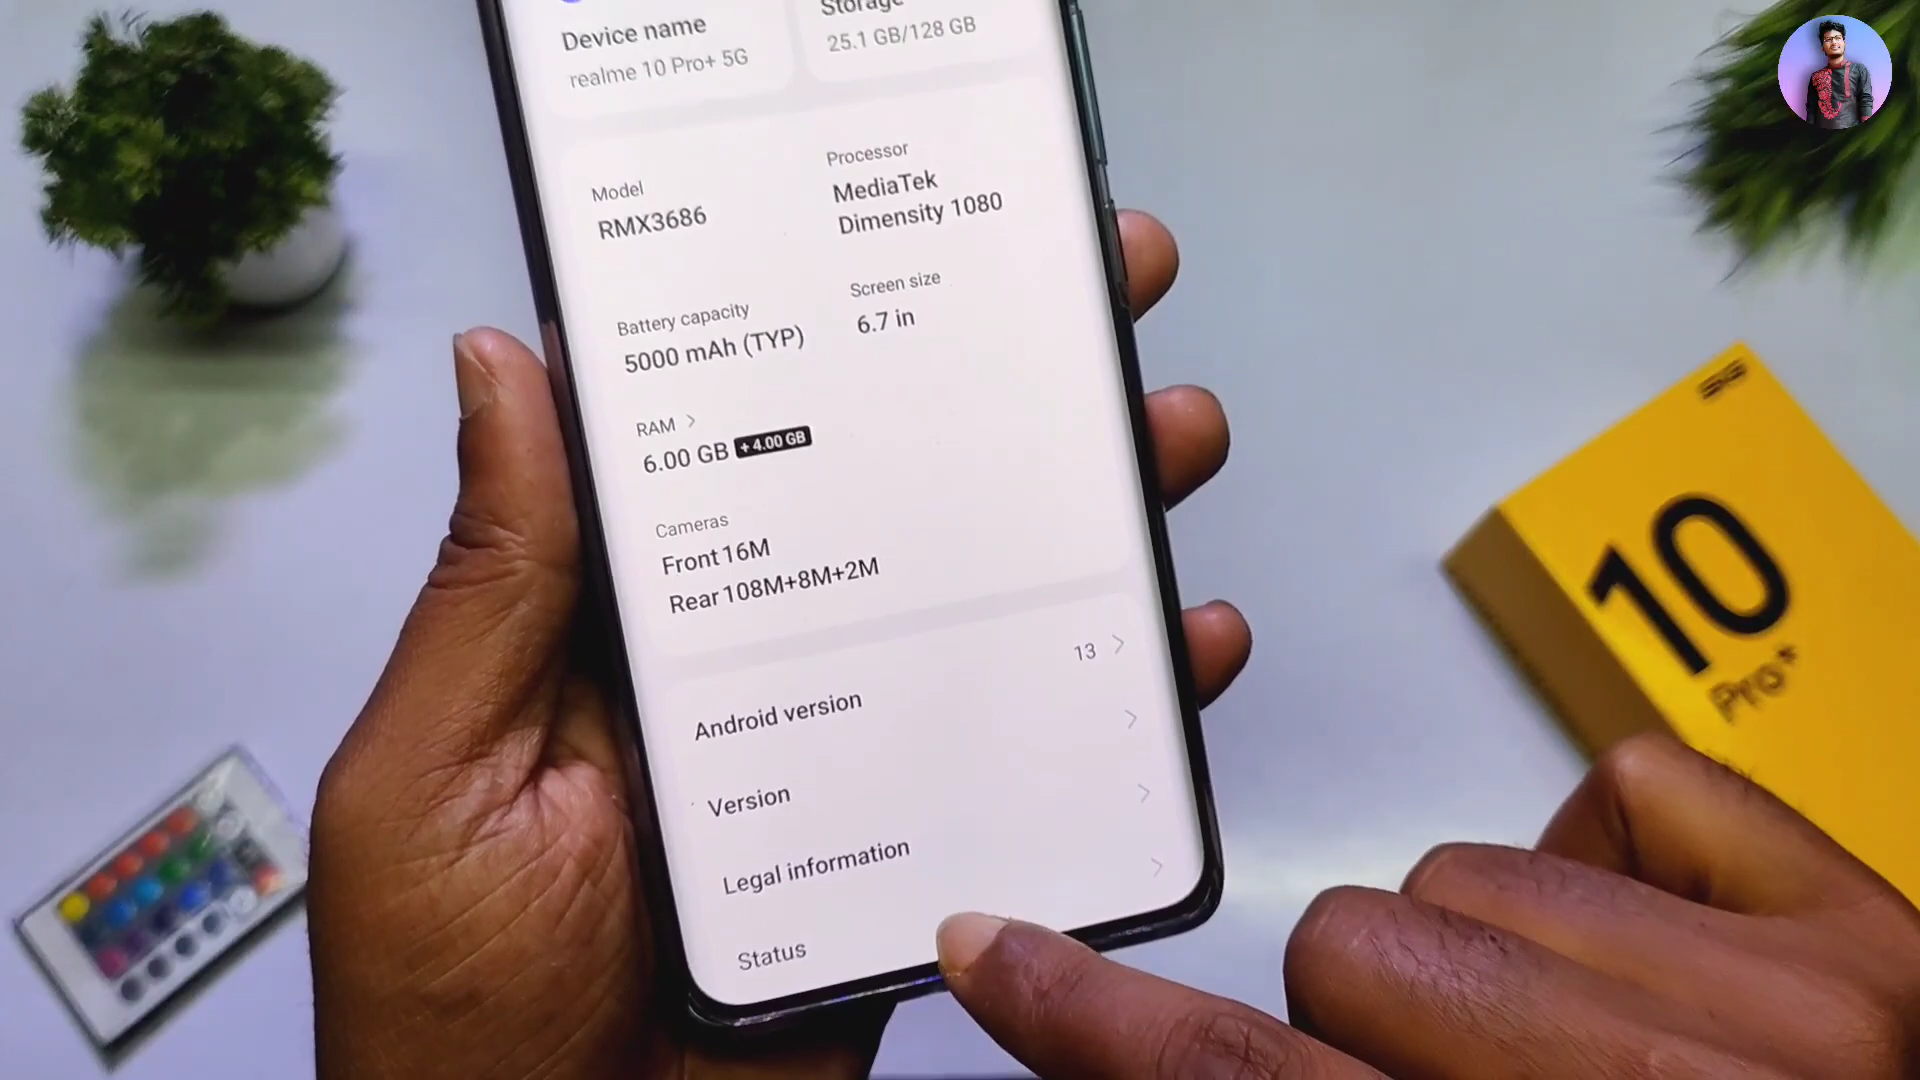 Device name
realme 10 Pro+ 5G
Storage
25.1 GB/128 GB
Model
RMX3686
Processor
MediaTek
Dimensity 1080
Battery capacity
5000 mAh (TYP)
Screen size
6.7 in
RAM >
6.00 GB +4.00 GB
Cameras
Front 16M
Rear 108M+8M+2M
Android version 13 >
Version >
Legal information >
Status >
10
Pro+